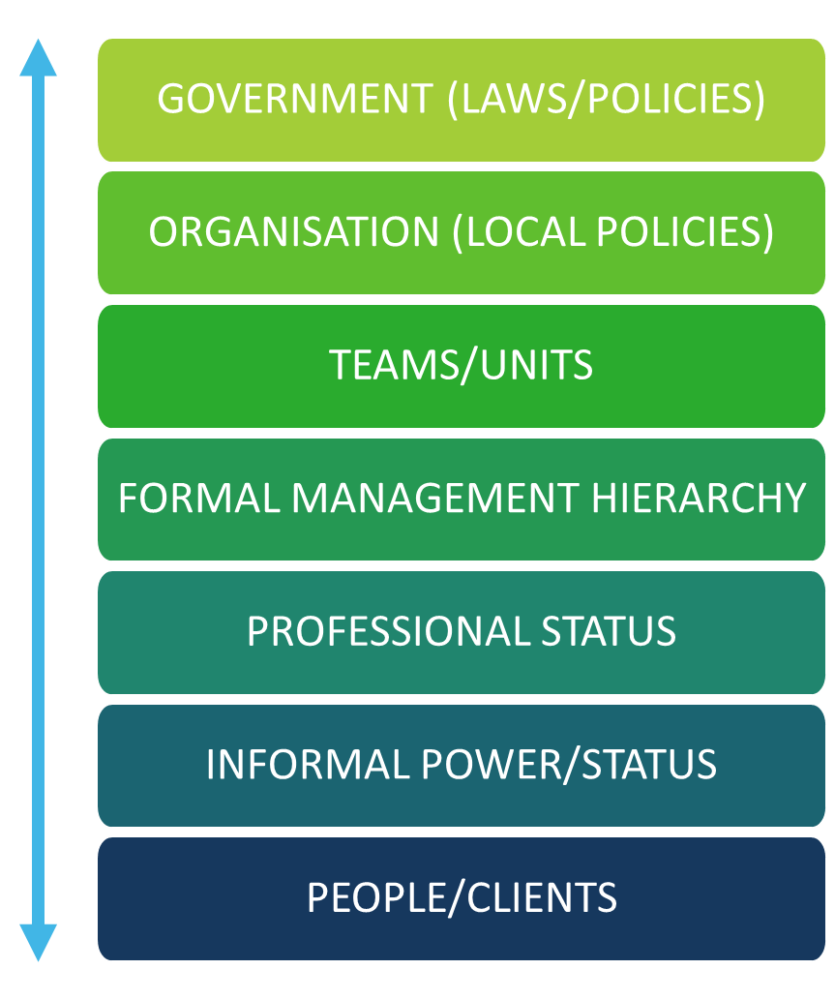 GOVERNMENT (LAWS/POLICIES)
ORGANISATION (LOCAL POLICIES)
TEAMS/UNITS
FORMAL MANAGEMENT HIERARCHY
PROFESSIONAL STATUS
INFORMAL POWER/STATUS
PEOPLE/CLIENTS